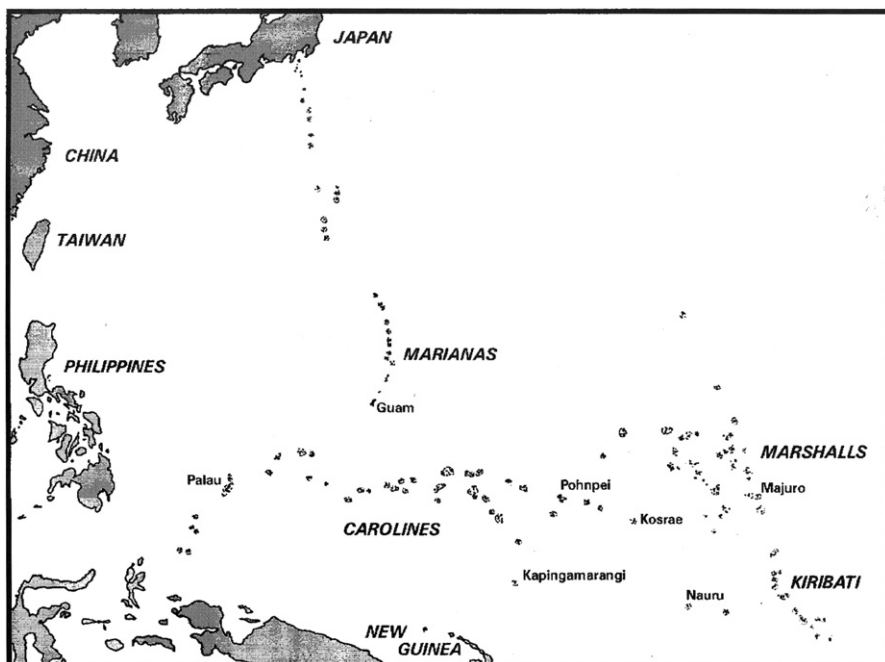 JAPAN
CHINA
TAIWAN
PHILIPPINES
MARIANAS
Guam
MARSHALLS
Palau
Pohnpei
Majuro
CAROLINES
Kosrae
Kapingamarangi
KIRIBATI
Nauru
NEW
GUINEA